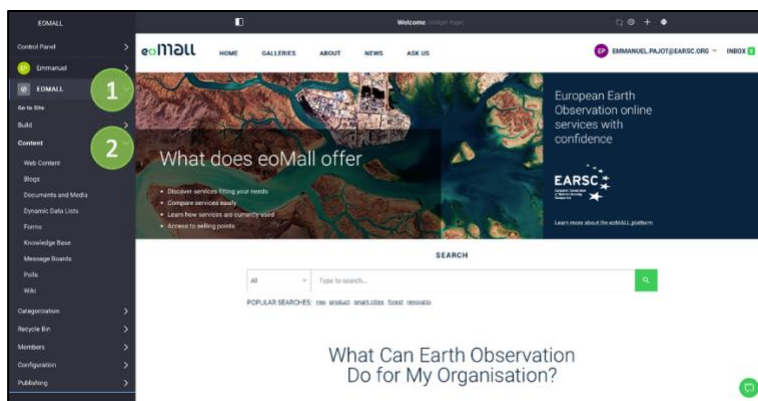 EOMALL
Welcome
Control Panel
EP Emmanuel
EOMALL
1
Go to Site
Build
Content
2
Web Content
Blogs
Documents and Media
Dynamic Data Lists
Forms
Knowledge Base
Message Boards
Polls
Wiki
Categorization
Recycle Bin
Members
Configuration
Publishing
eoMall
HOME GALLERIES ABOUT NEWS ASK US
EP EMMANUEL.PAJOT@EARSC.ORG INBOX
What does eoMall offer
• Discover services fitting your needs
• Compare services easily
• Learn how services are currently used
• Access to selling points
European Earth
Observation online
services with
confidence
EARSC
Learn more about the eoMALL platform
SEARCH
All
Type to search...
POPULAR SEARCHES: product smart cities forest
What Can Earth Observation
Do for My Organisation?